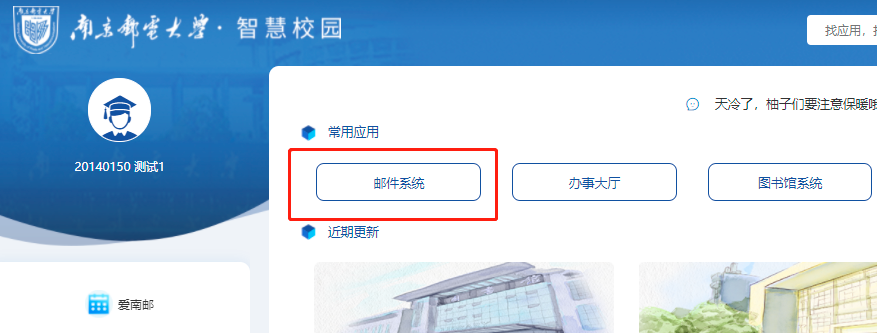 南京邮电大学·智慧校园
找应用，
天冷了，柚子们要注意保暖哦
20140150 测试1
常用应用
邮件系统
办事大厅
图书馆系统
近期更新
爱南邮